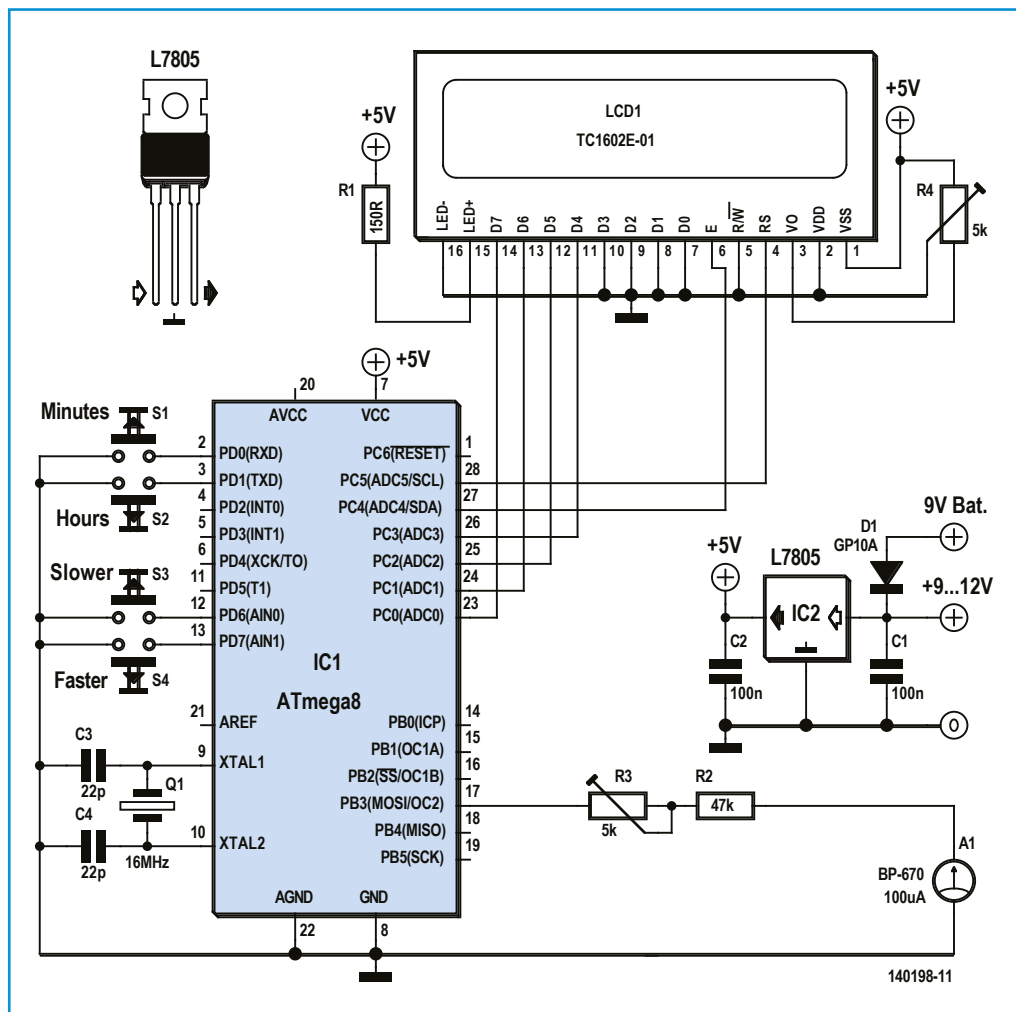 L7805
+5V
R1
150R
LCD1
TC1602E-01
LED-
LED+
D7
D6
D5
D4
D3
D2
D1
D0
E
R/W
RS
VO
VDD
VSS
16
15
14
13
12
11
10
9
8
7
6
5
4
3
2
1
+5V
R4
5k
+5V
20
7
AVCC
VCC
Minutes
S1
2
PD0(RXD)
3
PD1(TXD)
4
PD2(INT0)
Hours
S2
5
PD3(INT1)
6
PD4(XCK/TO)
Slower
S3
11
PD5(T1)
12
PD6(AIN0)
13
PD7(AIN1)
Faster
S4
IC1
ATmega8
21
AREF
9
XTAL1
10
XTAL2
C3
22p
C4
22p
Q1
16MHz
AGND
GND
22
8
1
PC6(RESET)
28
PC5(ADC5/SCL)
27
PC4(ADC4/SDA)
26
PC3(ADC3)
25
PC2(ADC2)
24
PC1(ADC1)
23
PC0(ADC0)
14
PB0(ICP)
15
PB1(OC1A)
16
PB2(SS/OC1B)
17
PB3(MOSI/OC2)
18
PB4(MISO)
19
PB5(SCK)
R3
5k
R2
47k
A1
BP-670
100uA
9V Bat.
D1
GP10A
+5V
L7805
IC2
+9...12V
C2
100n
C1
100n
0
140198-11